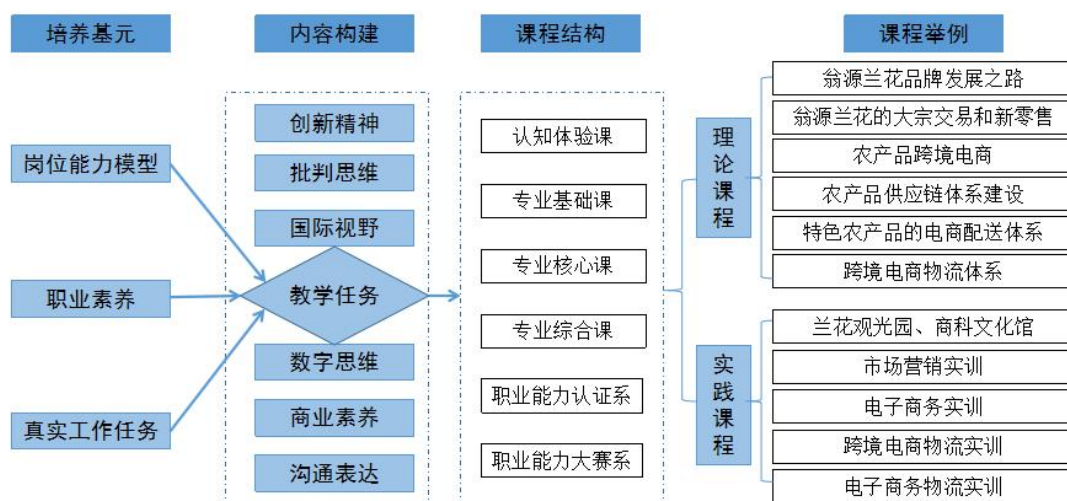 培养基元
内容构建
课程结构
课程举例
岗位能力模型
职业素养
真实工作任务
创新精神
批判思维
国际视野
教学任务
数字思维
商业素养
沟通表达
认知体验课
专业基础课
专业核心课
专业综合课
职业能力认证系
职业能力大赛系
理论课程
翁源兰花品牌发展之路
翁源兰花的大宗交易和新零售
农产品跨境电商
农产品供应链体系建设
特色农产品的电商配送体系
跨境电商物流体系
实践课程
兰花观光园、商科文化馆
市场营销实训
电子商务实训
跨境电商物流实训
电子商务物流实训